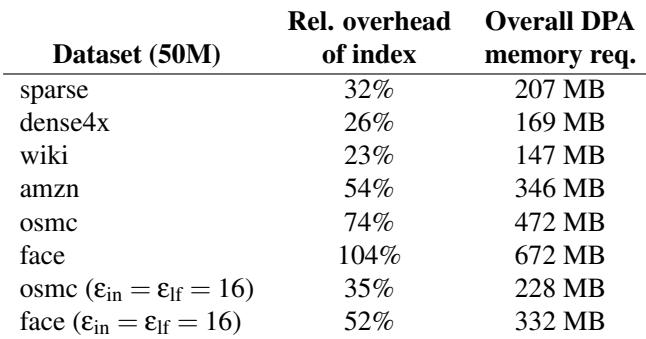 Dataset (50M) Rel. overhead of index Overall DPA memory req.
sparse 32% 207 MB
dense4x 26% 169 MB
wiki 23% 147 MB
amzn 54% 346 MB
osmc 74% 472 MB
face 104% 672 MB
osmc (εin = εlf = 16) 35% 228 MB
face (εin = εlf = 16) 52% 332 MB